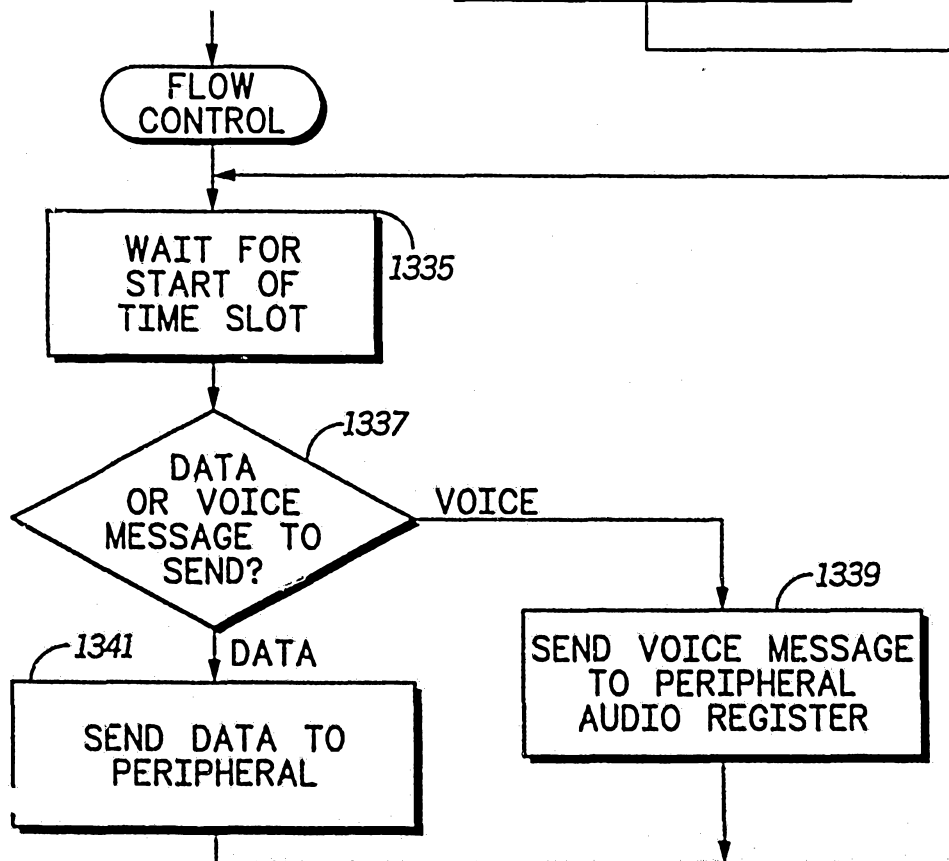 FLOW
CONTROL
WAIT FOR
START OF
TIME SLOT
1335
1337
DATA
OR VOICE
MESSAGE TO
SEND?
VOICE
DATA
1339
SEND VOICE MESSAGE
TO PERIPHERAL
AUDIO REGISTER
1341
SEND DATA TO
PERIPHERAL